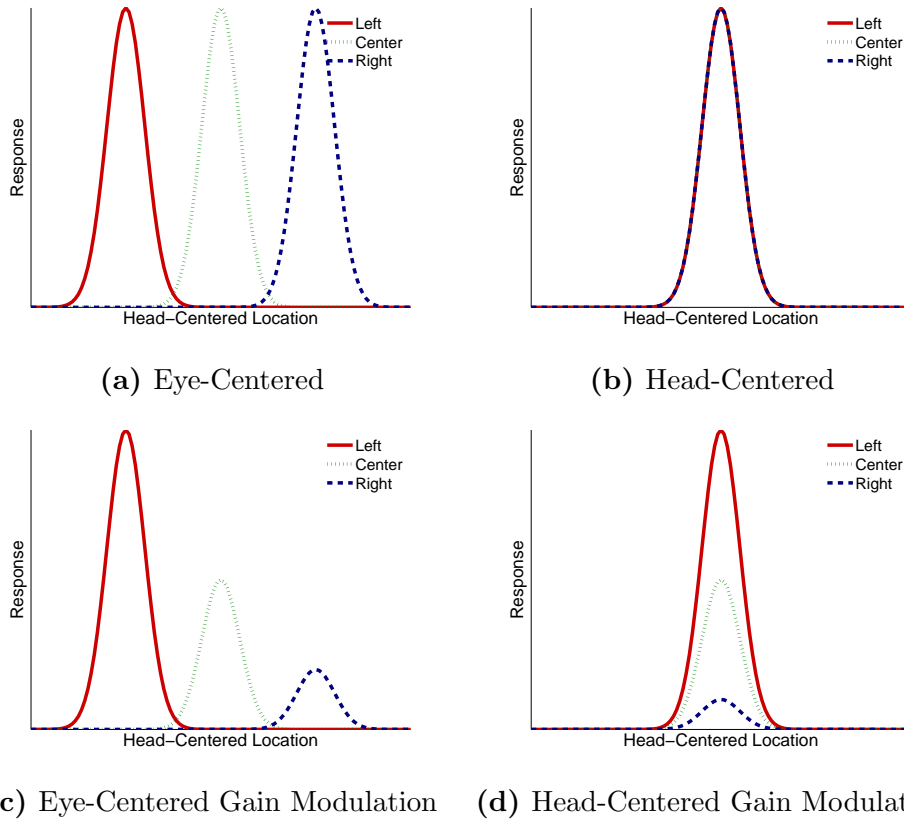 Left
Center
Right
Response
Head–Centered Location
(a) Eye-Centered
Left
Center
Right
Response
Head–Centered Location
(b) Head-Centered
Left
Center
Right
Response
Head–Centered Location
c) Eye-Centered Gain Modulation
Left
Center
Right
Response
Head–Centered Location
(d) Head-Centered Gain Modulat